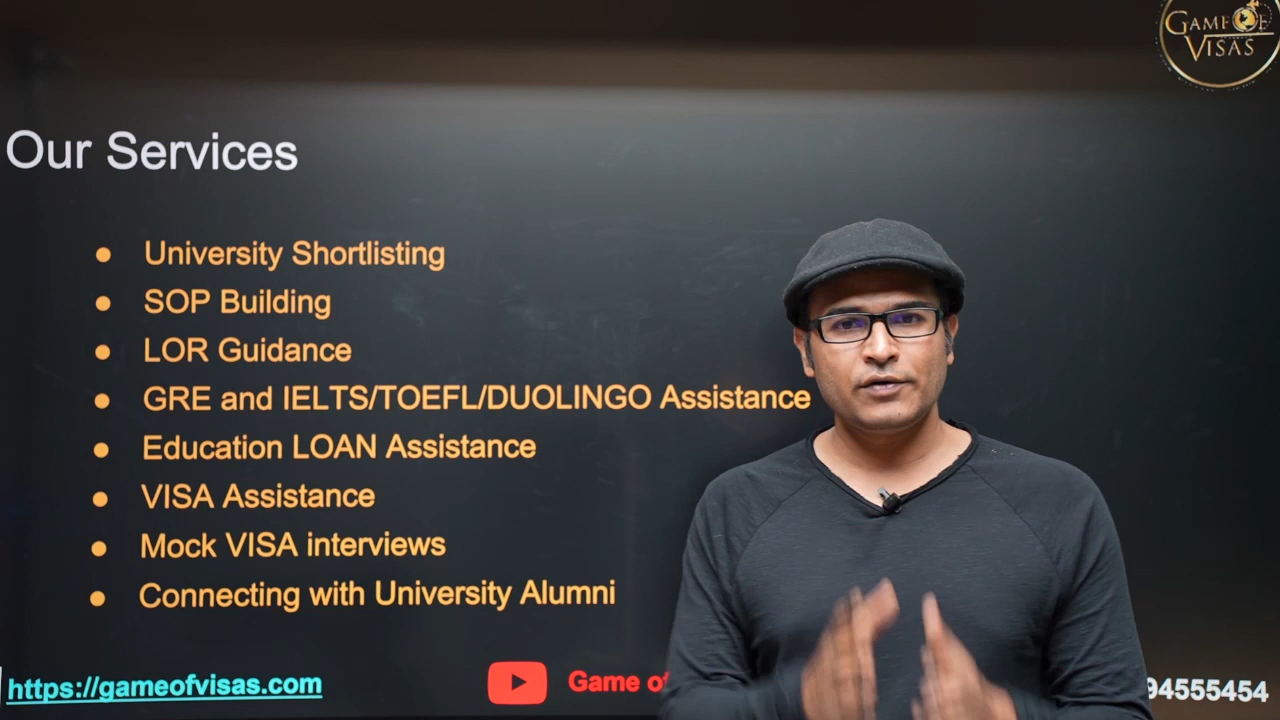 GAME OF
VISAS
Our Services
University Shortlisting
SOP Building
LOR Guidance
GRE and IELTS/TOEFL/DUOLINGO Assistance
Education LOAN Assistance
VISA Assistance
Mock VISA interviews
Connecting with University Alumni
https://gameofvisas.com
Game of
94555454